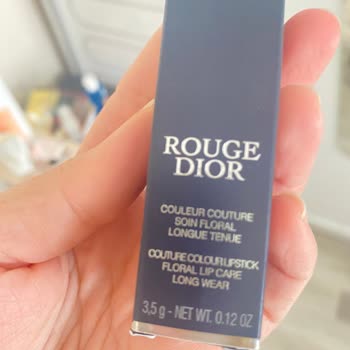 ROUGE
DIOR
COULEUR COUTURE
SOIN FLORAL
LONGUE TENUE
COUTURE COLOUR LIPSTICK
FLORAL LIP CARE
LONG WEAR
3,5 g - NET WT. 0.12 OZ